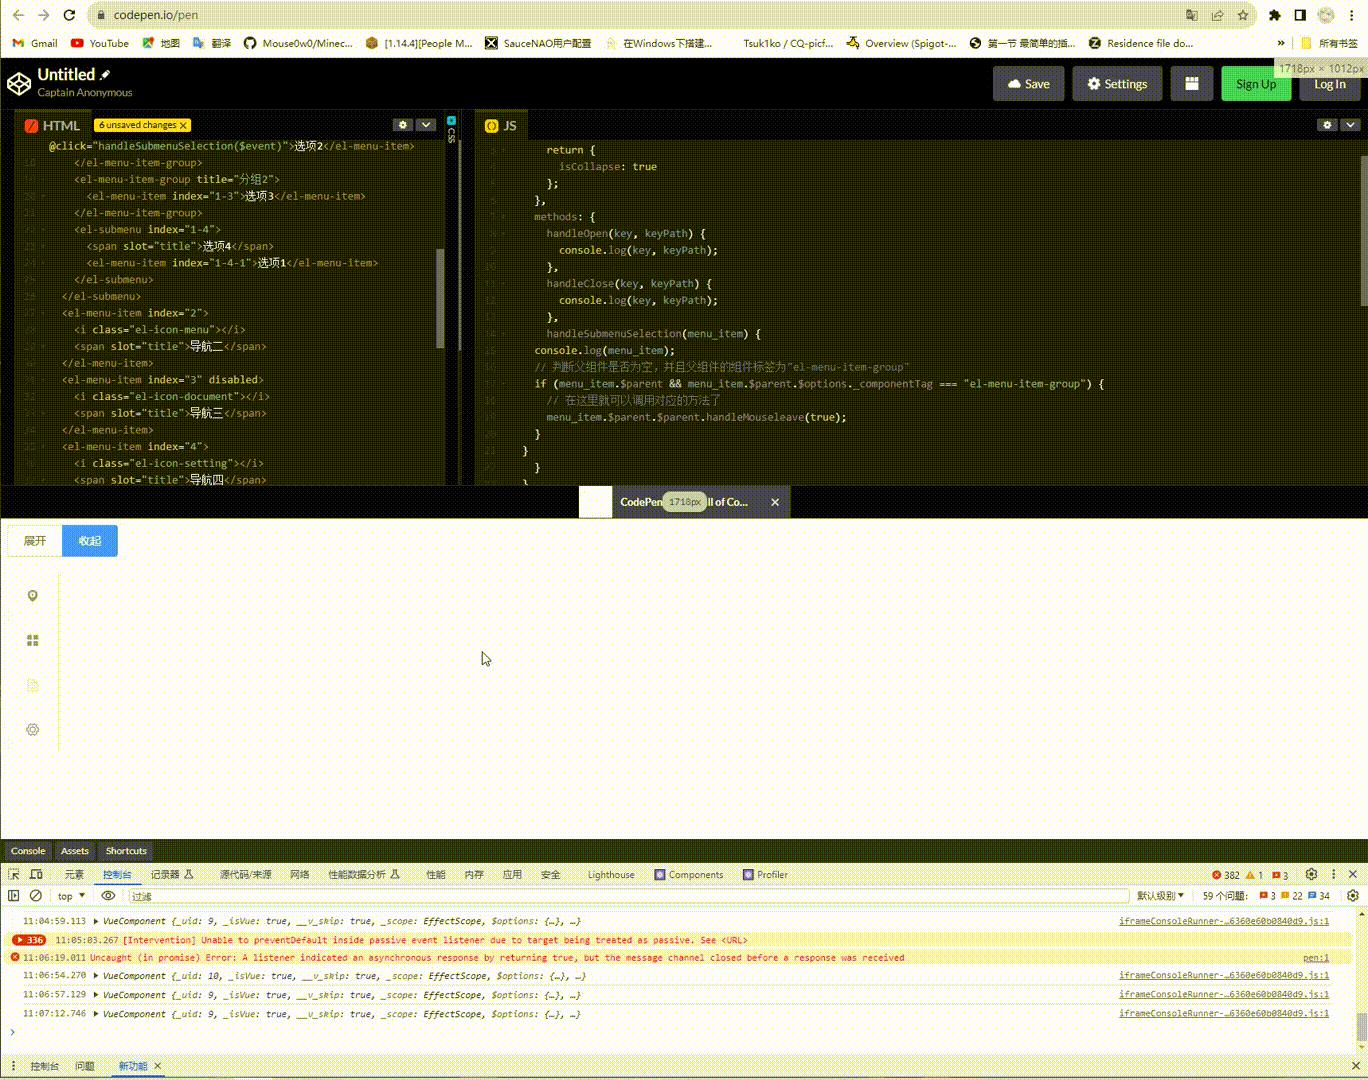 codepen.io/pen
Gmail
YouTube
地图
翻译
Mouse0w0/Minec...
[1.14.4][People M...
SauceNAO用户配置
在Windows下搭建...
Tsuk1ko / CQ-picf...
Overview (Spigot-...
第一节 最简单的插...
Residence file do...
»
所有书签
1718px × 1012px
Untitled
Captain Anonymous
Save
Settings
Sign Up
Log In
HTML
6 unsaved changes X
CSS
JS
@click="handleSubmenuSelection($event)">选项2</el-menu-item>
</el-menu-item-group>
<el-menu-item-group title="分组2">
<el-menu-item index="1-3">选项3</el-menu-item>
</el-menu-item-group>
<el-submenu index="1-4">
<span slot="title">选项4</span>
<el-menu-item index="1-4-1">选项1</el-menu-item>
</el-submenu>
</el-submenu>
<el-menu-item index="2">
<i class="el-icon-menu"></i>
<span slot="title">导航二</span>
</el-menu-item>
<el-menu-item index="3" disabled>
<i class="el-icon-document"></i>
<span slot="title">导航三</span>
</el-menu-item>
<el-menu-item index="4">
<i class="el-icon-setting"></i>
<span slot="title">导航四</span>
return {
isCollapse: true
};
},
methods: {
handleOpen(key, keyPath) {
console.log(key, keyPath);
},
handleClose(key, keyPath) {
console.log(key, keyPath);
},
handleSubmenuSelection(menu_item) {
console.log(menu_item);
// 判断父组件是否为空，并且父组件的组件标签为"el-menu-item-group"
if (menu_item.$parent && menu_item.$parent.$options._componentTag === "el-menu-item-group") {
// 在这里就可以调用对应的方法了
menu_item.$parent.$parent.handleMouseleave(true);
}
}
}
CodePen
1718px
ll of Co...
展开
收起
Console
Assets
Shortcuts
元素
控制台
记录器
源代码/来源
网络
性能数据分析
性能
内存
应用
安全
Lighthouse
Components
Profiler
382
1
3
top
过滤
默认级别
59 个问题:
3
22
34
11:04:59.113 VueComponent {_uid: 9, _isVue: true, __v_skip: true, _scope: EffectScope, $options: {…}, …} iframeConsoleRunner-…6360e60b0840d9.js:1
336 11:05:03.267 [Intervention] Unable to preventDefault inside passive event listener due to target being treated as passive. See <URL>
11:06:19.011 Uncaught (in promise) Error: A listener indicated an asynchronous response by returning true, but the message channel closed before a response was received pen:1
11:06:54.270 VueComponent {_uid: 10, _isVue: true, __v_skip: true, _scope: EffectScope, $options: {…}, …} iframeConsoleRunner-…6360e60b0840d9.js:1
11:06:57.129 VueComponent {_uid: 9, _isVue: true, __v_skip: true, _scope: EffectScope, $options: {…}, …} iframeConsoleRunner-…6360e60b0840d9.js:1
11:07:12.746 VueComponent {_uid: 9, _isVue: true, __v_skip: true, _scope: EffectScope, $options: {…}, …} iframeConsoleRunner-…6360e60b0840d9.js:1
控制台
问题
新功能